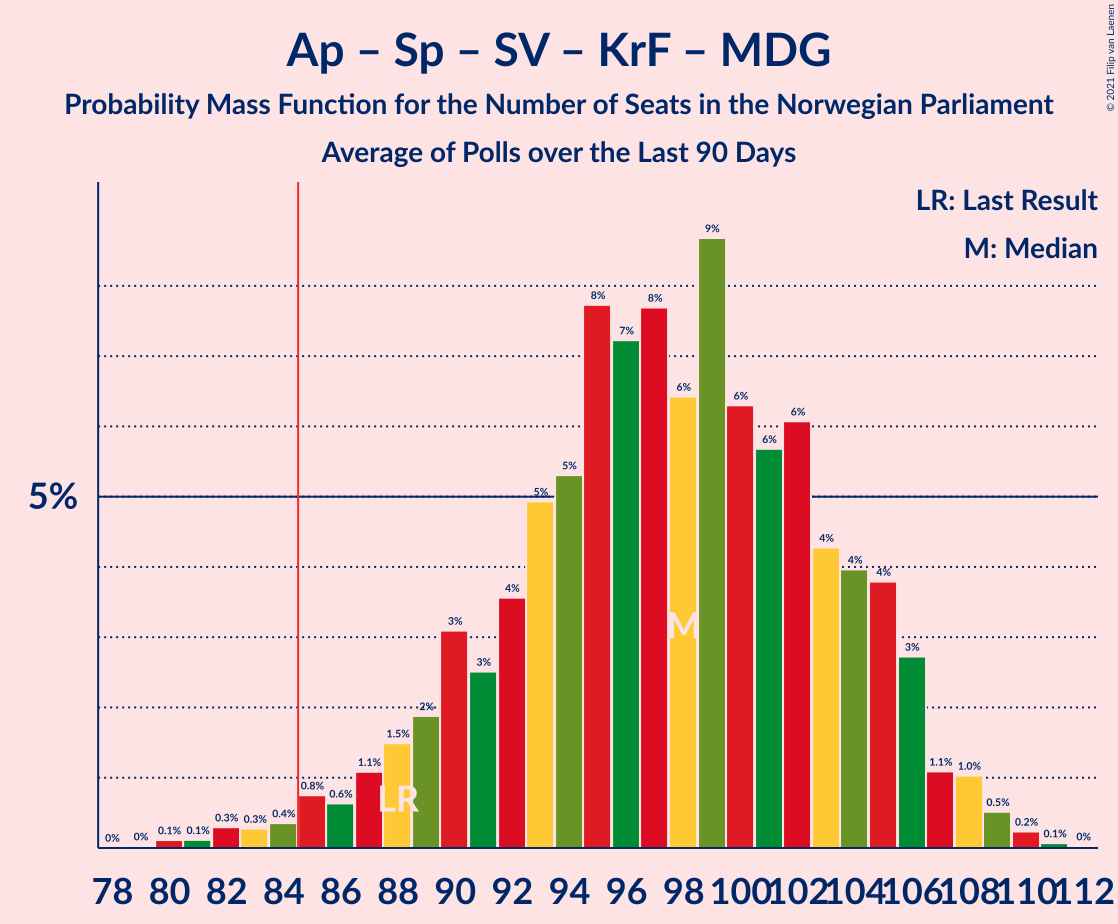 Ap – Sp – SV – KrF – MDG
Probability Mass Function for the Number of Seats in the Norwegian Parliament
Average of Polls over the Last 90 Days
© 2021 Filip van Laenen
LR: Last Result
M: Median
5%
0% 0% 0.1% 0.1% 0.3% 0.3% 0.4% 0.8% 0.6% 1.1% 1.5% 2% 3% 3% 4% 5% 5% 8% 7% 8% 6% 9% 6% 6% 6% 4% 4% 4% 3% 1.1% 1.0% 0.5% 0.2% 0.1% 0%
M
LR
78 80 82 84 86 88 90 92 94 96 98 100 102 104 106 108 110 112